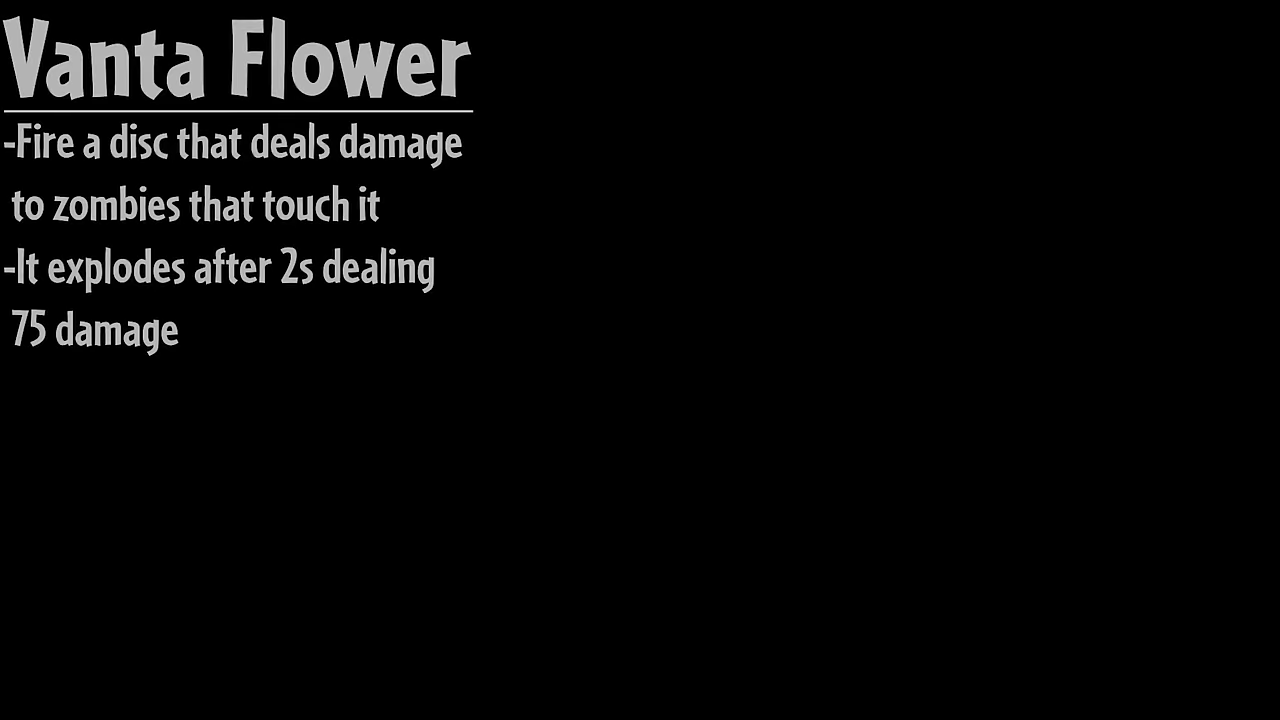 Vanta Flower
-Fire a disc that deals damage
to zombies that touch it
-It explodes after 2s dealing
75 damage